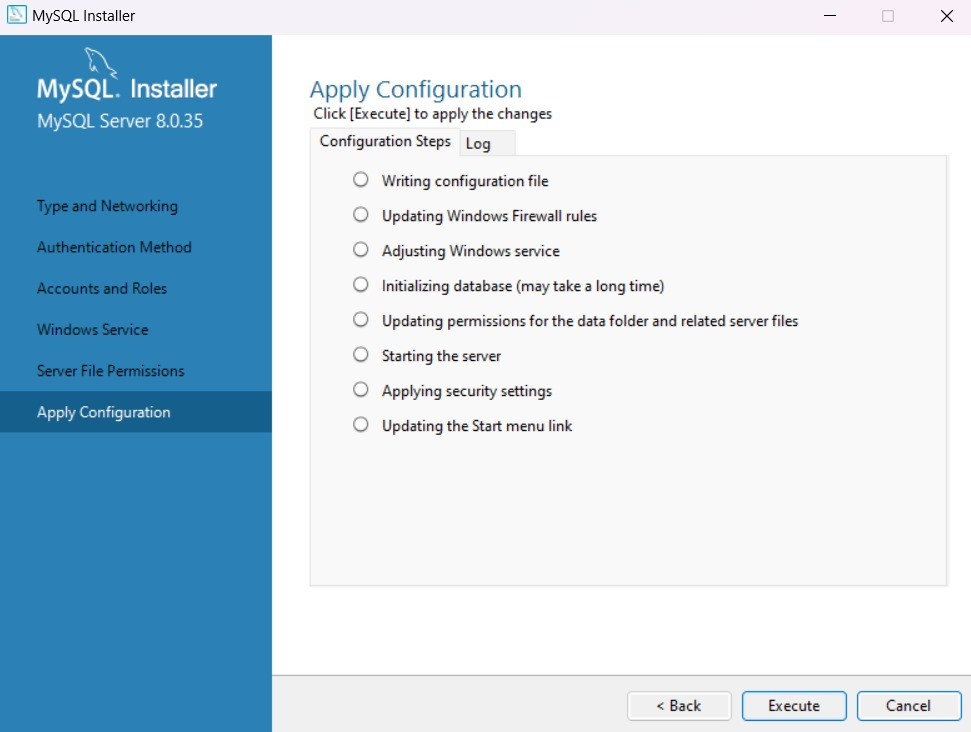 MySQL Installer
MySQL. Installer
MySQL Server 8.0.35
Type and Networking
Authentication Method
Accounts and Roles
Windows Service
Server File Permissions
Apply Configuration
Apply Configuration
Click [Execute] to apply the changes
Configuration Steps Log
Writing configuration file
Updating Windows Firewall rules
Adjusting Windows service
Initializing database (may take a long time)
Updating permissions for the data folder and related server files
Starting the server
Applying security settings
Updating the Start menu link
< Back Execute Cancel